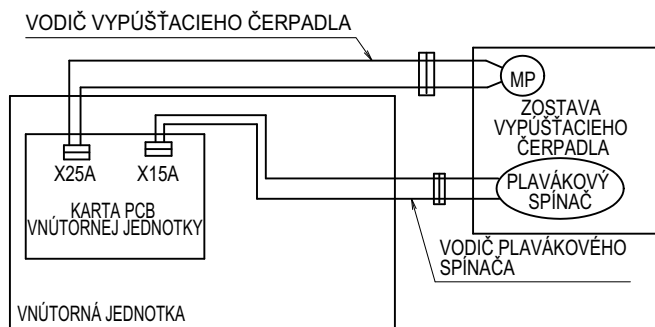 VODIČ VYPÚŠŤACIEHO ČERPADLA
MP
ZOSTAVA
VYPÚŠŤACIEHO
ČERPADLA
X25A
X15A
PLAVÁKOVÝ
SPÍNAČ
KARTA PCB
VNÚTORNEJ JEDNOTKY
VODIČ PLAVÁKOVÉHO
SPÍNAČA
VNÚTORNÁ JEDNOTKA